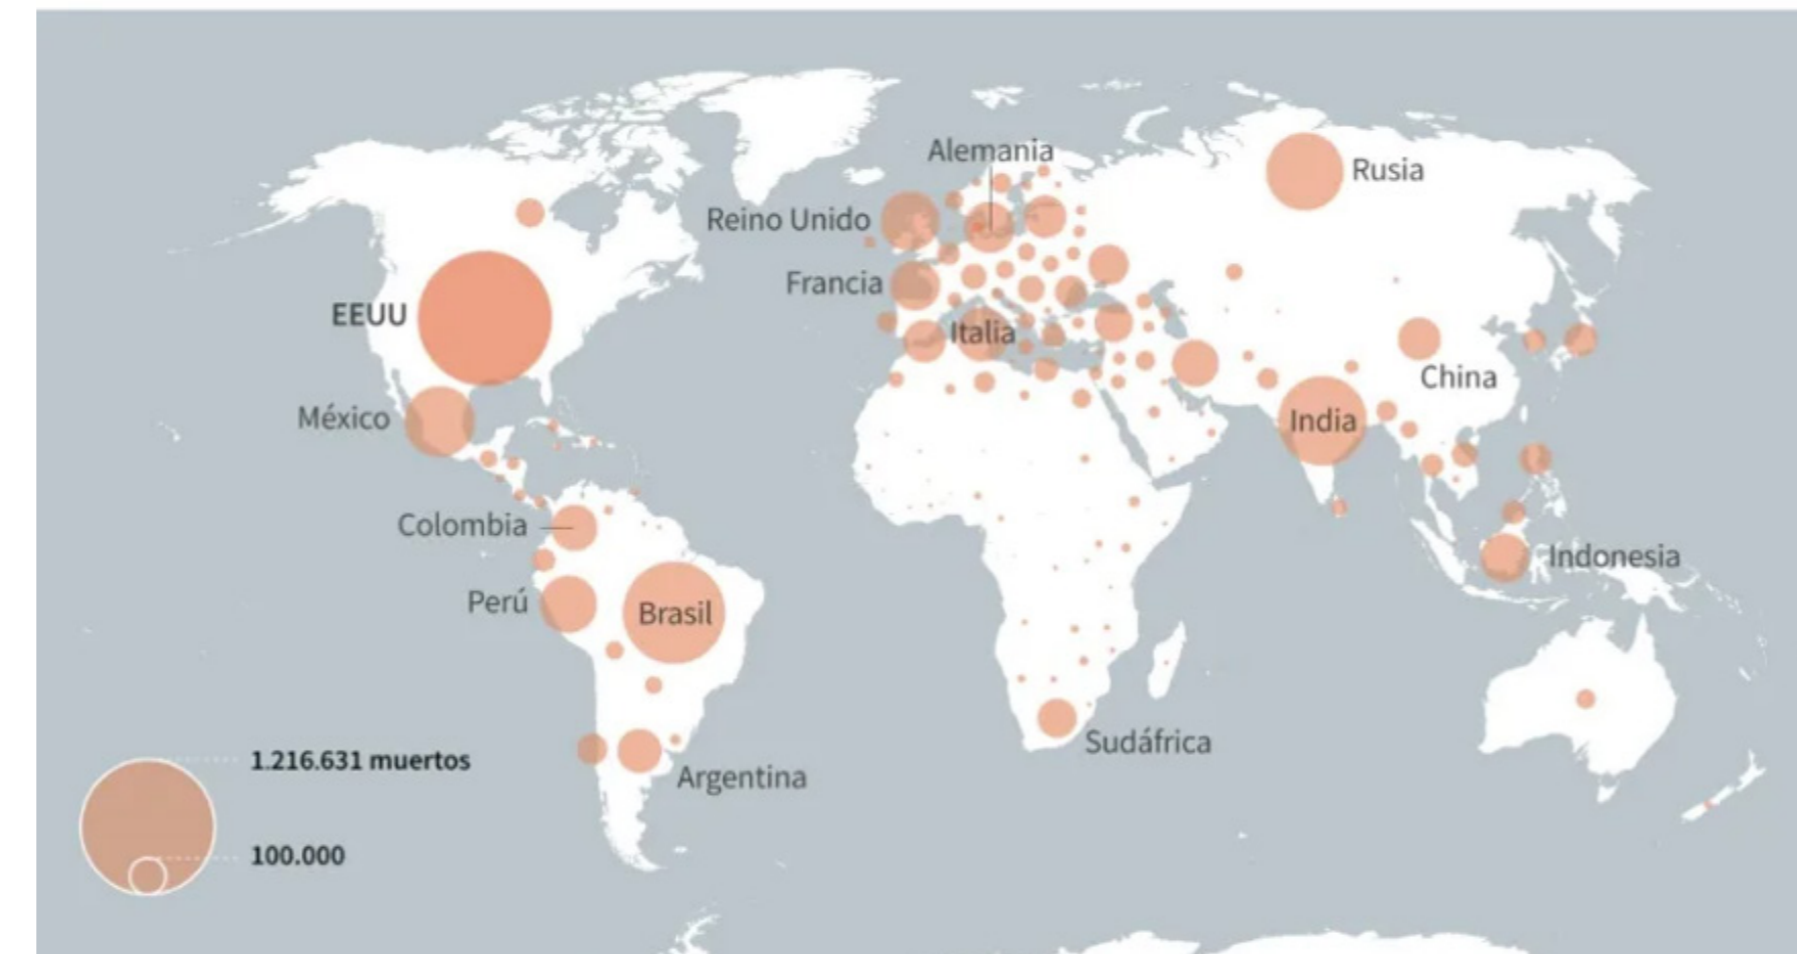 Alemania
Rusia
Reino Unido
Francia
EEUU
Italia
China
México
India
Colombia
Indonesia
Perú
Brasil
Sudáfrica
1.216.631 muertos
Argentina
100.000